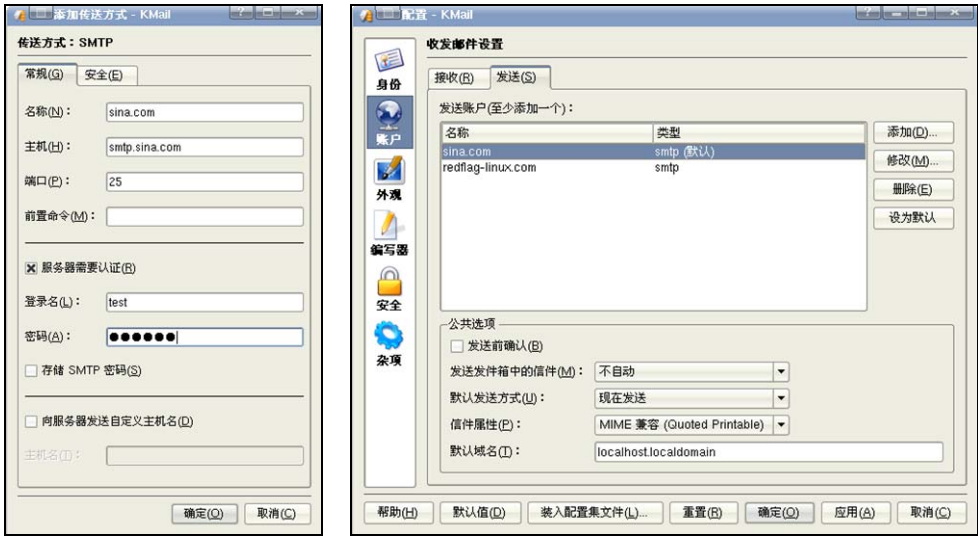 添加传送方式 - KMail
传送方式：SMTP
常规(G) 安全(E)
名称(N)： sina.com
主机(H)： smtp.sina.com
端口(P)： 25
前置命令(M)：
服务器需要认证(R)
登录名(L)： test
密码(A)： ●●●●●●
存储 SMTP 密码(S)
向服务器发送自定义主机名(D)
主机名(T)：
确定(O) 取消(C)
配置 - KMail
身份
账户
外观
编写器
安全
杂项
收发邮件设置
接收(R) 发送(S)
发送账户(至少添加一个)：
名称 类型
sina.com smtp (默认)
redflag-linux.com smtp
添加(D)...
修改(M)...
删除(E)
设为默认
公共选项
发送前确认(B)
发送发件箱中的信件(M)： 不自动
默认发送方式(U)： 现在发送
信件属性(P)： MIME 兼容 (Quoted Printable)
默认域名(T)： localhost.localdomain
帮助(H) 默认值(D) 装入配置集文件(L)... 重置(R) 确定(O) 应用(A) 取消(C)